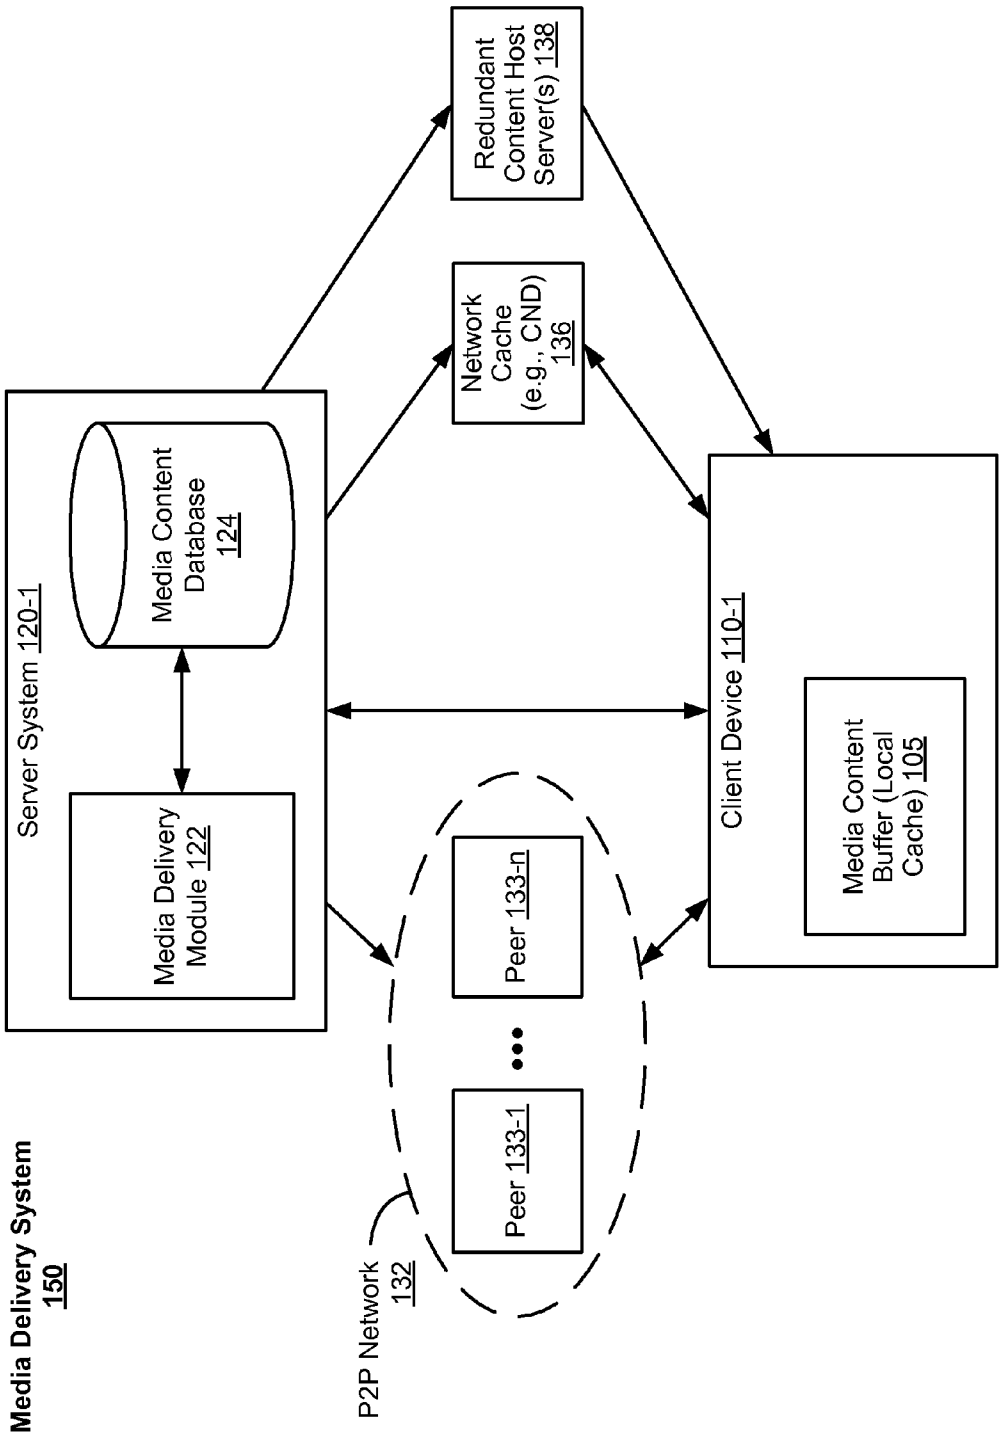 Media Delivery System
150
Server System 120-1
Media Delivery
Module 122
Media Content
Database
124
P2P Network
132
Peer 133-1
Peer 133-n
Network
Cache
(e.g., CND)
136
Redundant
Content Host
Server(s) 138
Client Device 110-1
Media Content
Buffer (Local
Cache) 105